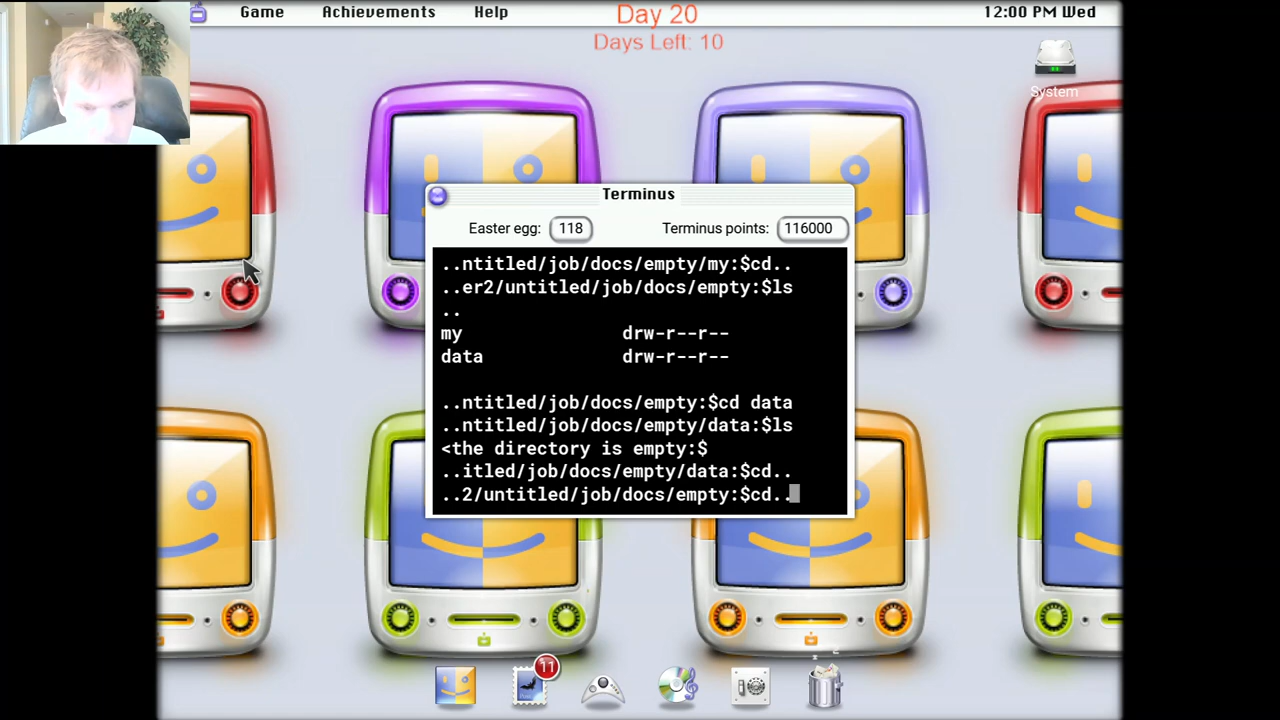 Game Achievements Help Day 20 12:00 PM Wed
Days Left: 10
System
Terminus
Easter egg: 118 Terminus points: 116000
..ntitled/job/docs/empty/my:$cd..
..er2/untitled/job/docs/empty:$ls
..
my drw-r--r--
data drw-r--r--
..ntitled/job/docs/empty:$cd data
..ntitled/job/docs/empty/data:$ls
<the directory is empty:$
..itled/job/docs/empty/data:$cd..
..2/untitled/job/docs/empty:$cd..
11